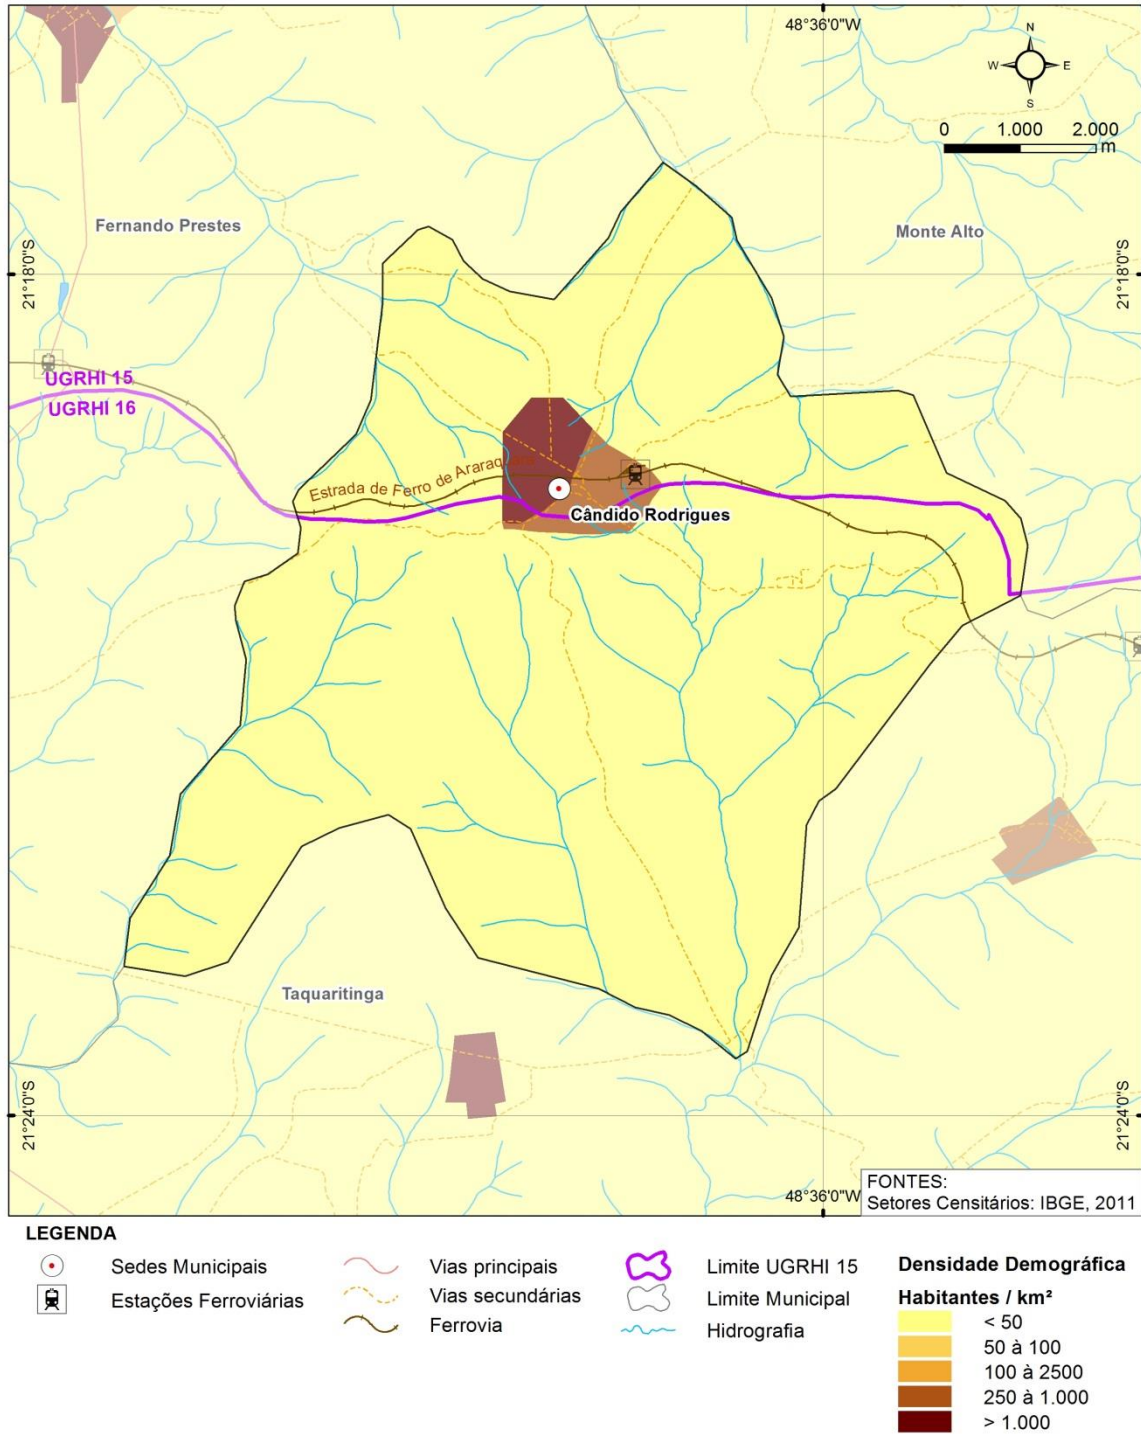 48°36'0"W
N
W E
S
0 1.000 2.000
m
Fernando Prestes
Monte Alto
21°18'0"S
21°18'0"S
UGRHI 15
UGRHI 16
Estrada de Ferro de
Cândido Rodrigues
Taquaritinga
21°24'0"S
21°24'0"S
48°36'0"W
FONTES:
Setores Censitários: IBGE, 2011
LEGENDA
Sedes Municipais
Estações Ferroviárias
Vias principais
Vias secundárias
Ferrovia
Limite UGRHI 15
Limite Municipal
Hidrografia
Densidade Demográfica
Habitantes / km²
< 50
50 à 100
100 à 2500
250 à 1.000
> 1.000